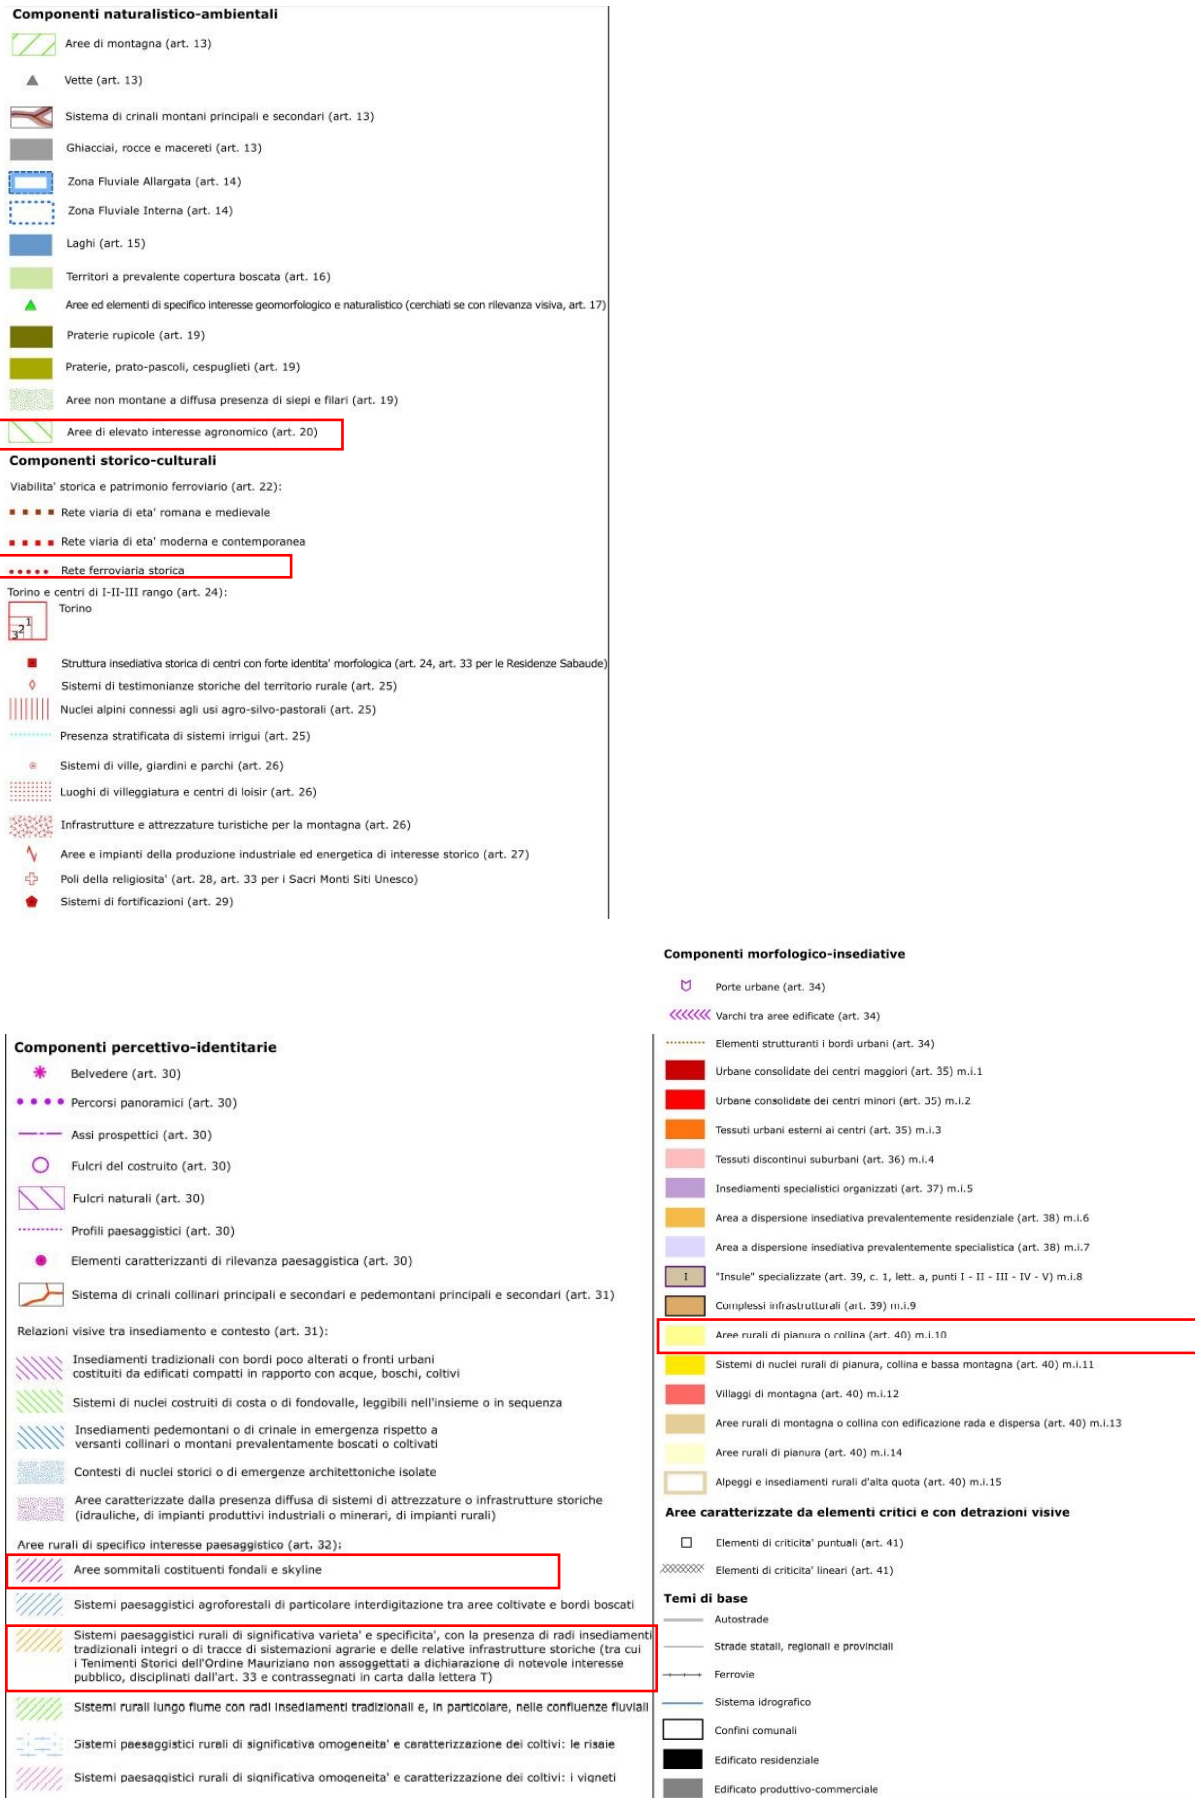 Componenti naturalistico-ambientali
Aree di montagna (art. 13)
Vette (art. 13)
Sistema di crinali montani principali e secondari (art. 13)
Ghiacciai, rocce e macereti (art. 13)
Zona Fluviale Allargata (art. 14)
Zona Fluviale Interna (art. 14)
Laghi (art. 15)
Territori a prevalente copertura boscata (art. 16)
Aree ed elementi di specifico interesse geomorfologico e naturalistico (cerchiati se con rilevanza visiva, art. 17)
Praterie rupicole (art. 19)
Praterie, prato-pascoli, cespuglieti (art. 19)
Aree non montane a diffusa presenza di siepi e filari (art. 19)
Aree di elevato interesse agronomico (art. 20)
Componenti storico-culturali
Viabilita' storica e patrimonio ferroviario (art. 22):
Rete viaria di eta' romana e medievale
Rete viaria di eta' moderna e contemporanea
Rete ferroviaria storica
Torino e centri di I-II-III rango (art. 24):
Torino
3 2 1
Struttura insediativa storica di centri con forte identita' morfologica (art. 24, art. 33 per le Residenze Sabaude)
Sistemi di testimonianze storiche del territorio rurale (art. 25)
Nuclei alpini connessi agli usi agro-silvo-pastorali (art. 25)
Presenza stratificata di sistemi irrigui (art. 25)
Sistemi di ville, giardini e parchi (art. 26)
Luoghi di villeggiatura e centri di loisir (art. 26)
Infrastrutture e attrezzature turistiche per la montagna (art. 26)
Aree e impianti della produzione industriale ed energetica di interesse storico (art. 27)
Poli della religiosita' (art. 28, art. 33 per i Sacri Monti Siti Unesco)
Sistemi di fortificazioni (art. 29)
Componenti percettivo-identitarie
Belvedere (art. 30)
Percorsi panoramici (art. 30)
Assi prospettici (art. 30)
Fulcri del costruito (art. 30)
Fulcri naturali (art. 30)
Profili paesaggistici (art. 30)
Elementi caratterizzanti di rilevanza paesaggistica (art. 30)
Sistema di crinali collinari principali e secondari e pedemontani principali e secondari (art. 31)
Relazioni visive tra insediamento e contesto (art. 31):
Insediamenti tradizionali con bordi poco alterati o fronti urbani
costituiti da edificati compatti in rapporto con acque, boschi, coltivi
Sistemi di nuclei costruiti di costa o di fondovalle, leggibili nell'insieme o in sequenza
Insediamenti pedemontani o di crinale in emergenza rispetto a
versanti collinari o montani prevalentemente boscati o coltivati
Contesti di nuclei storici o di emergenze architettoniche isolate
Aree caratterizzate dalla presenza diffusa di sistemi di attrezzature o infrastrutture storiche
(idrauliche, di impianti produttivi industriali o minerari, di impianti rurali)
Aree rurali di specifico interesse paesaggistico (art. 32):
Aree sommitali costituenti fondali e skyline
Sistemi paesaggistici agroforestali di particolare interdigitazione tra aree coltivate e bordi boscati
Sistemi paesaggistici rurali di significativa varieta' e specificita', con la presenza di radi insediamenti
tradizionali integri o di tracce di sistemazioni agrarie e delle relative infrastrutture storiche (tra cui
i Tenimenti Storici dell'Ordine Mauriziano non assoggettati a dichiarazione di notevole interesse
pubblico, disciplinati dall'art. 33 e contrassegnati in carta dalla lettera T)
Sistemi rurali lungo fiume con radi insediamenti tradizionali e, in particolare, nelle confluenze fluviali
Sistemi paesaggistici rurali di significativa omogeneita' e caratterizzazione dei coltivi: le risaie
Sistemi paesaggistici rurali di significativa omogeneita' e caratterizzazione dei coltivi: i vigneti
Componenti morfologico-insediative
Porte urbane (art. 34)
Varchi tra aree edificate (art. 34)
Elementi strutturanti i bordi urbani (art. 34)
Urbane consolidate dei centri maggiori (art. 35) m.i.1
Urbane consolidate dei centri minori (art. 35) m.i.2
Tessuti urbani esterni ai centri (art. 35) m.i.3
Tessuti discontinui suburbani (art. 36) m.i.4
Insediamenti specialistici organizzati (art. 37) m.i.5
Area a dispersione insediativa prevalentemente residenziale (art. 38) m.i.6
Area a dispersione insediativa prevalentemente specialistica (art. 38) m.i.7
I "Insule" specializzate (art. 39, c. 1, lett. a, punti I - II - III - IV - V) m.i.8
Complessi infrastrutturali (art. 39) m.i.9
Aree rurali di pianura o collina (art. 40) m.i.10
Sistemi di nuclei rurali di pianura, collina e bassa montagna (art. 40) m.i.11
Villaggi di montagna (art. 40) m.i.12
Aree rurali di montagna o collina con edificazione rada e dispersa (art. 40) m.i.13
Aree rurali di pianura (art. 40) m.i.14
Alpeggi e insediamenti rurali d'alta quota (art. 40) m.i.15
Aree caratterizzate da elementi critici e con detrazioni visive
Elementi di criticita' puntuali (art. 41)
Elementi di criticita' lineari (art. 41)
Temi di base
Autostrade
Strade statali, regionali e provinciali
Ferrovie
Sistema idrografico
Confini comunali
Edificato residenziale
Edificato produttivo-commerciale